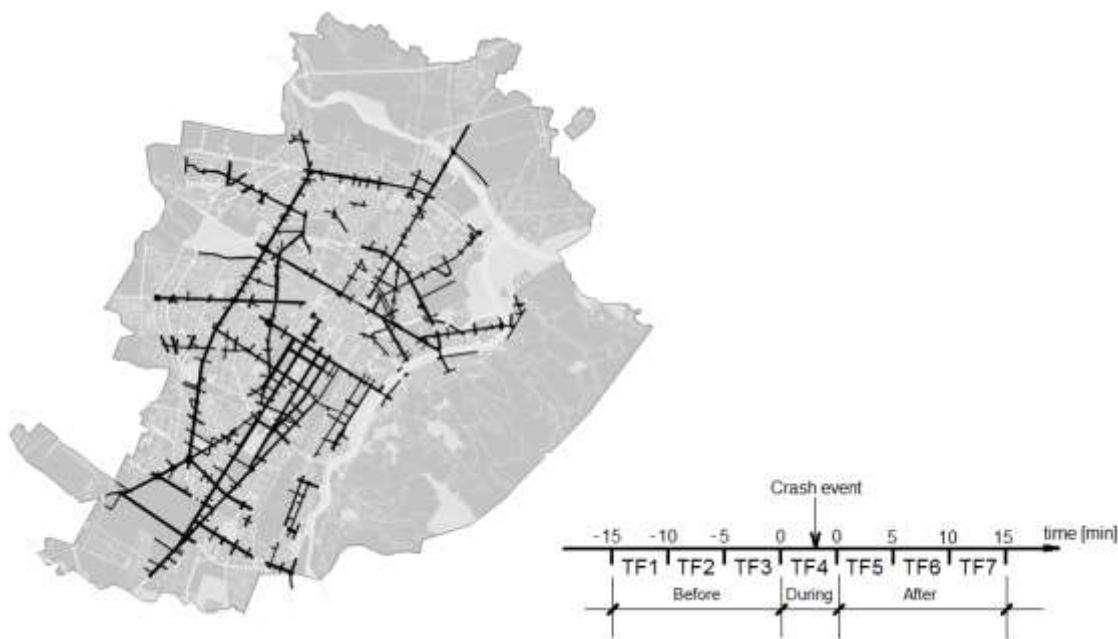 Crash event
-15 -10 -5 0 0 5 10 15 time [min]
TF1 TF2 TF3 TF4 TF5 TF6 TF7
Before During After